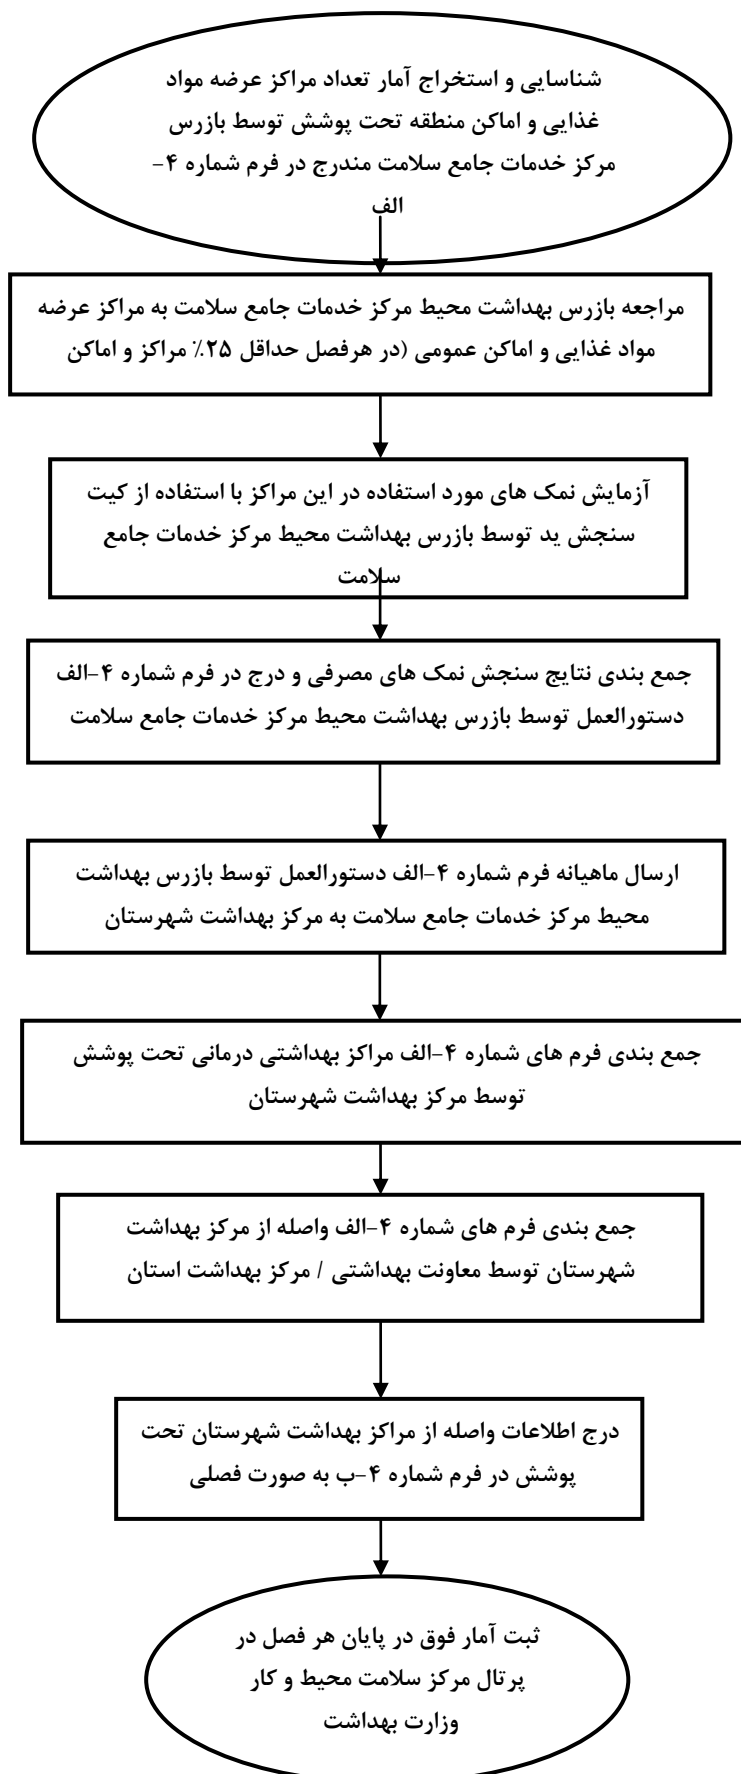 شناسایی و استخراج آمار تعداد مراکز عرضه مواد
غذایی و اماکن منطقه تحت پوشش توسط بازرس
مرکز خدمات جامع سلامت مندرج در فرم شماره ۴-
الف
مراجعه بازرس بهداشت محیط مرکز خدمات جامع سلامت به مراکز عرضه
مواد غذایی و اماکن عمومی (در هرفصل حداقل ۲۵٪ مراکز و اماکن
آزمایش نمک های مورد استفاده در این مراکز با استفاده از کیت
سنجش ید توسط بازرس بهداشت محیط مرکز خدمات جامع
سلامت
جمع بندی نتایج سنجش نمک های مصرفی و درج در فرم شماره ۴-الف
دستورالعمل توسط بازرس بهداشت محیط مرکز خدمات جامع سلامت
ارسال ماهیانه فرم شماره ۴-الف دستورالعمل توسط بازرس بهداشت
محیط مرکز خدمات جامع سلامت به مرکز بهداشت شهرستان
جمع بندی فرم های شماره ۴-الف مراکز بهداشتی درمانی تحت پوشش
توسط مرکز بهداشت شهرستان
جمع بندی فرم های شماره ۴-الف واصله از مرکز بهداشت
شهرستان توسط معاونت بهداشتی / مرکز بهداشت استان
درج اطلاعات واصله از مراکز بهداشت شهرستان تحت
پوشش در فرم شماره ۴-ب به صورت فصلی
ثبت آمار فوق در پایان هر فصل در
پرتال مرکز سلامت محیط و کار
وزارت بهداشت